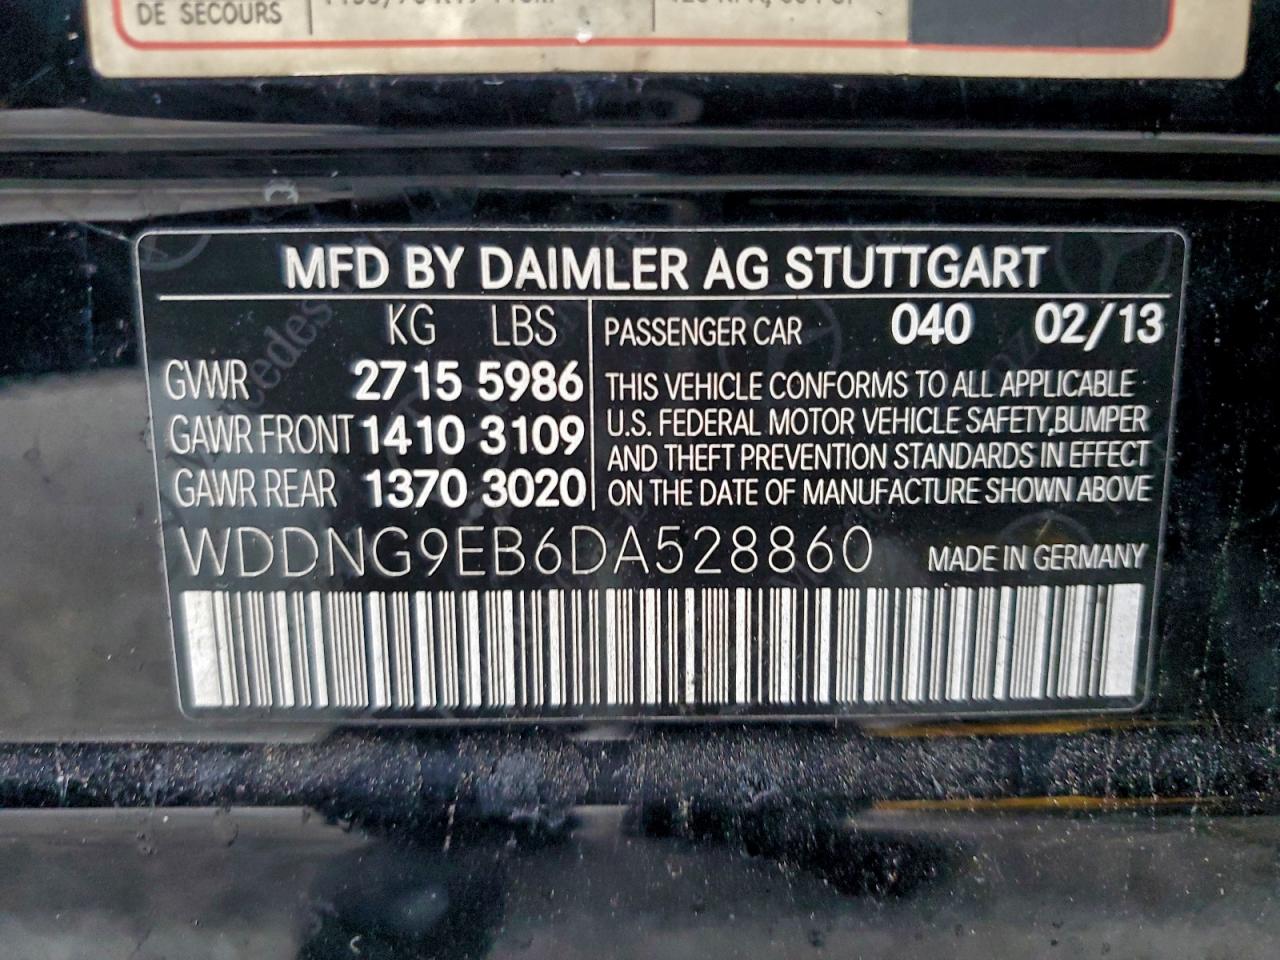 DE SECOURS
MFD BY DAIMLER AG STUTTGART
KG LBS
GVWR 2715 5986
GAWR FRONT 1410 3109
GAWR REAR 1370 3020
PASSENGER CAR 040 02/13
THIS VEHICLE CONFORMS TO ALL APPLICABLE
U.S. FEDERAL MOTOR VEHICLE SAFETY,BUMPER
AND THEFT PREVENTION STANDARDS IN EFFECT
ON THE DATE OF MANUFACTURE SHOWN ABOVE
WDDNG9EB6DA528860 MADE IN GERMANY